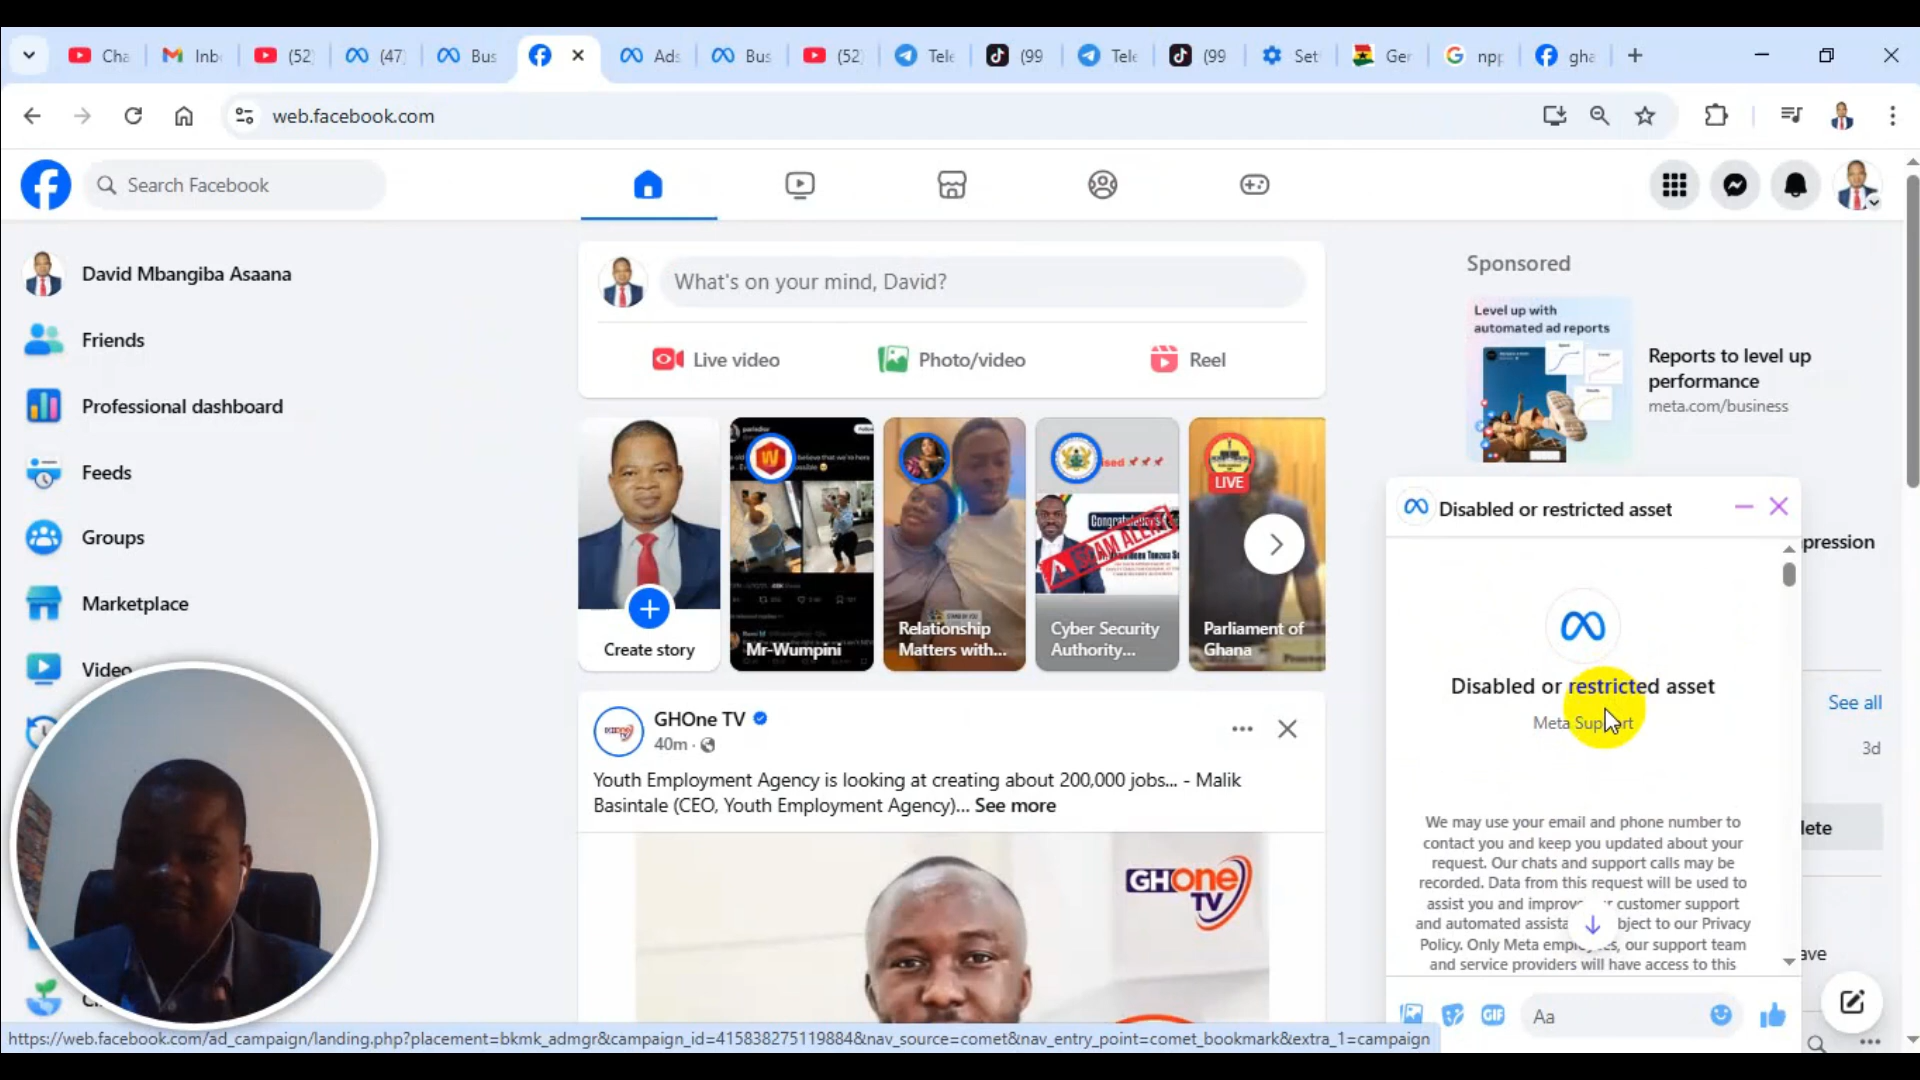 Cha
Inb
(52
(47)
Bus
Ads
Bus
(52
Tele
(99
Tele
(99
Set
Ger
npp
gha
web.facebook.com
Search Facebook
David Mbangiba Asaana
Friends
Professional dashboard
Feeds
Groups
Marketplace
Video
What's on your mind, David?
Live video
Photo/video
Reel
Create story
Mr-Wumpini
Relationship
Matters with...
Congratulations
SCAM ALERT
Cyber Security
Authority...
LIVE
Parliament of
Ghana
GHOne TV
40m
Youth Employment Agency is looking at creating about 200,000 jobs... - Malik
Basintale (CEO, Youth Employment Agency)... See more
GHOne
TV
Sponsored
Level up with
automated ad reports
Reports to level up
performance
meta.com/business
Disabled or restricted asset
Disabled or restricted asset
Meta Support
We may use your email and phone number to
contact you and keep you updated about your
request. Our chats and support calls may be
recorded. Data from this request will be used to
assist you and improve our customer support
and automated assista bject to our Privacy
Policy. Only Meta employees, our support team
and service providers will have access to this
GIF
Aa
pression
See all
3d
lete
ave
https://web.facebook.com/ad_campaign/landing.php?placement=bkmk_admgr&campaign_id=415838275119884&nav_source=comet&nav_entry_point=comet_bookmark&extra_1=campaign